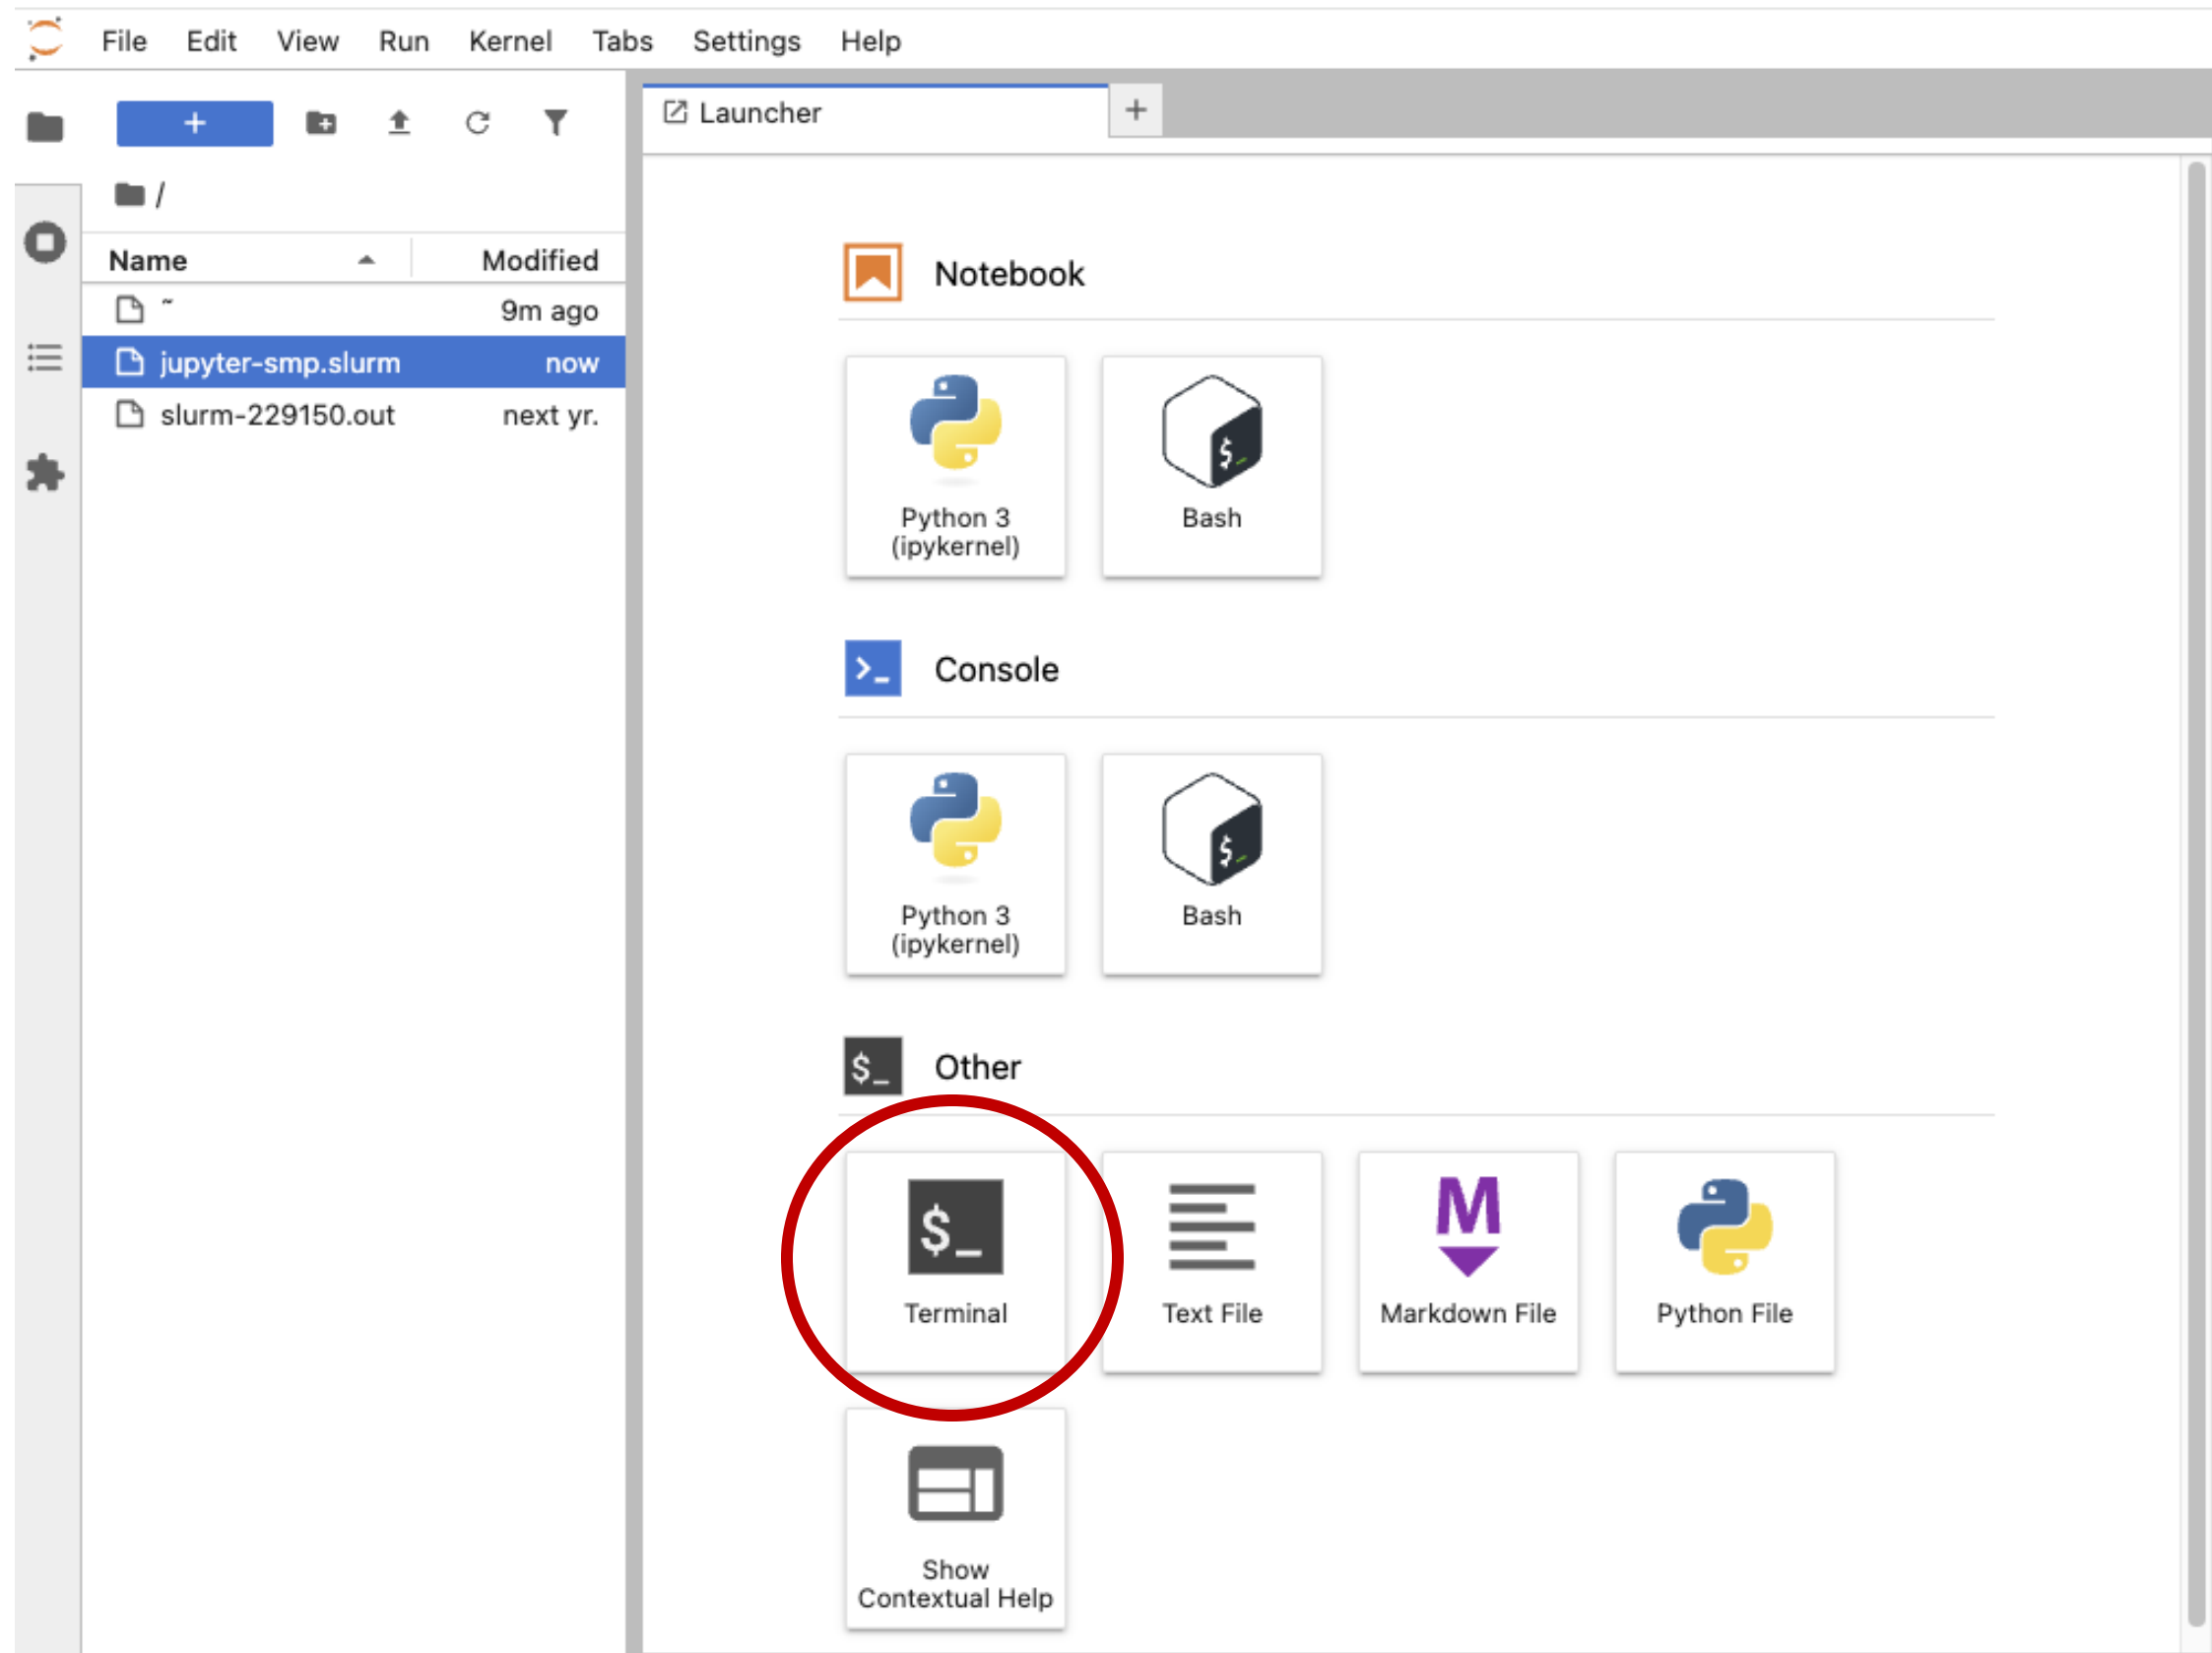 File Edit View Run Kernel Tabs Settings Help
+
Launcher
+
/
Name Modified
~ 9m ago
jupyter-smp.slurm now
slurm-229150.out next yr.
Notebook
Python 3
(ipykernel)
$_
Bash
>_ Console
Python 3
(ipykernel)
$_
Bash
$_ Other
$_
Terminal
Text File
M
Markdown File
Python File
Show
Contextual Help